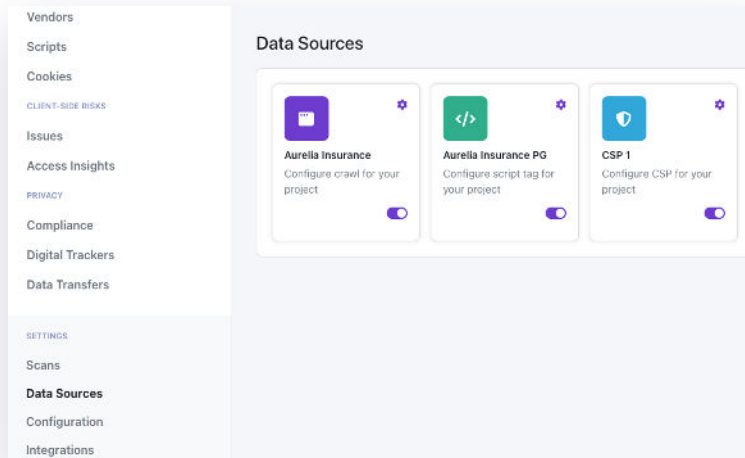 Vendors
Scripts
Cookies
CLIENT-SIDE RISKS
Issues
Access Insights
PRIVACY
Compliance
Digital Trackers
Data Transfers
SETTINGS
Scans
Data Sources
Configuration
Integrations
Data Sources
Aurelia Insurance
Configure crawl for your
project
</>
Aurelia Insurance PG
Configure script tag for
your project
CSP 1
Configure CSP for your
project